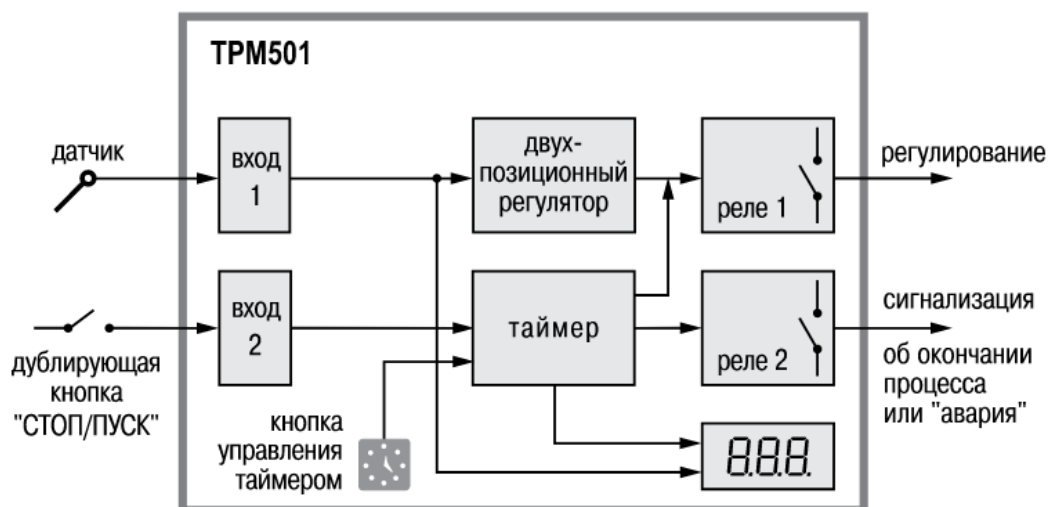 ТРМ501
датчик
вход
1
двух-
позиционный
регулятор
реле 1
регулирование
дублирующая
кнопка
"СТОП/ПУСК"
вход
2
таймер
реле 2
сигнализация
об окончании
процесса
или "авария"
кнопка
управления
таймером
8.8.8.